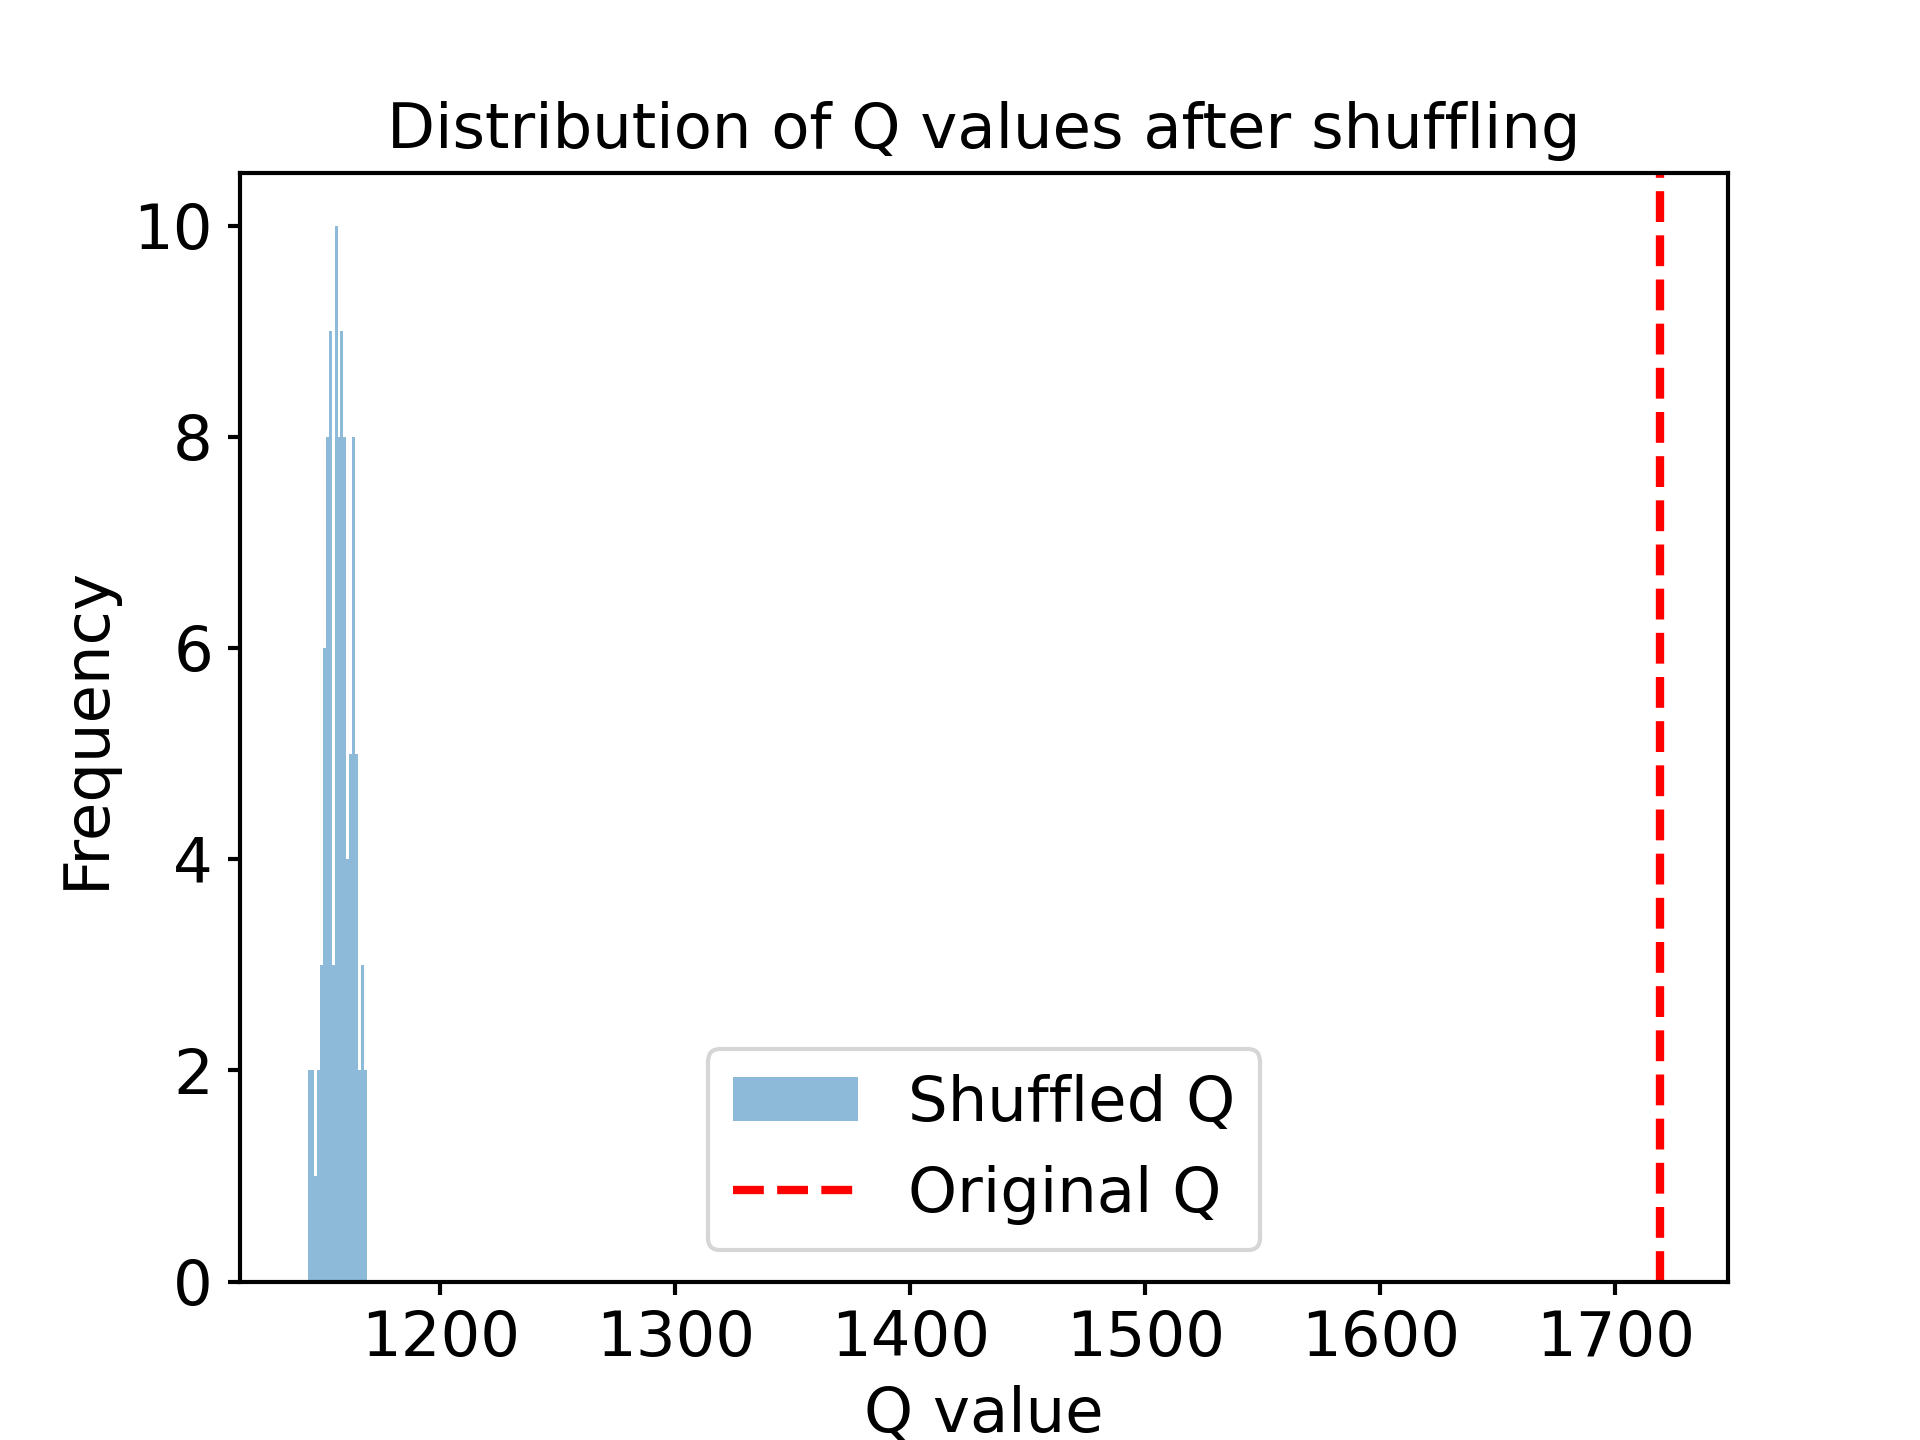 Distribution of Q values after shuffling
10
8
6
4
2
0
Frequency
Shuffled Q
Original Q
1200 1300 1400 1500 1600 1700
Q value